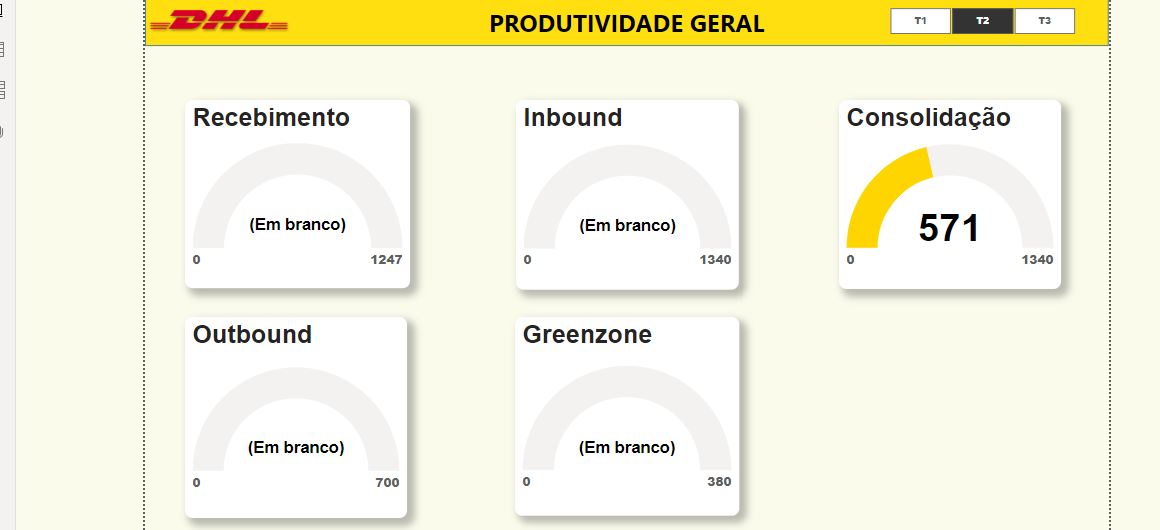 DHL
PRODUTIVIDADE GERAL
T1
T2
T3
Recebimento
(Em branco)
0
1247
Inbound
(Em branco)
0
1340
Consolidação
571
0
1340
Outbound
(Em branco)
0
700
Greenzone
(Em branco)
0
380